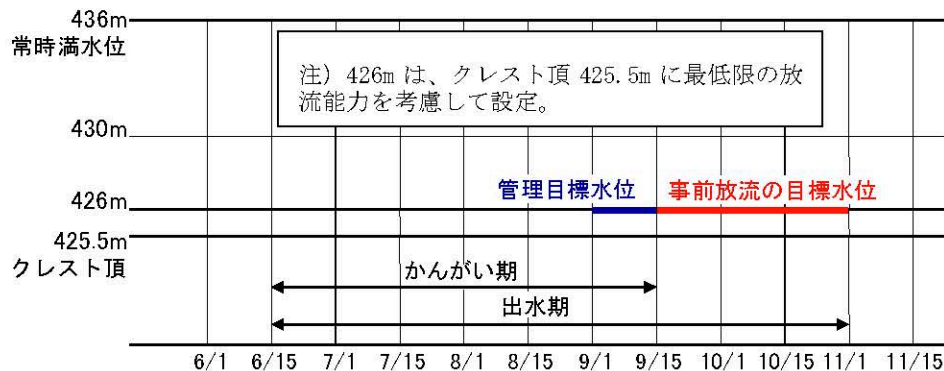 436m
常時満水位
注) 426m は、クレスト頂 425.5m に最低限の放
流能力を考慮して設定。
430m
管理目標水位 事前放流の目標水位
426m
425.5m
クレスト頂
かんがい期
出水期
6/1 6/15 7/1 7/15 8/1 8/15 9/1 9/15 10/1 10/15 11/1 11/15